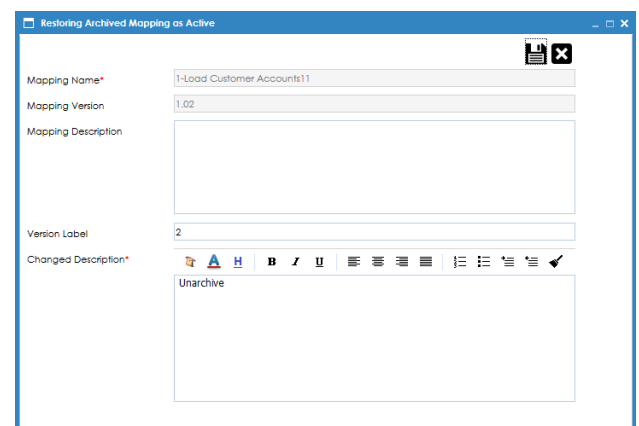 Restoring Archived Mapping as Active
Mapping Name* 1-Load Customer Accounts11
Mapping Version 1.02
Mapping Description
Version Label 2
Changed Description* A H B I U
Unarchive